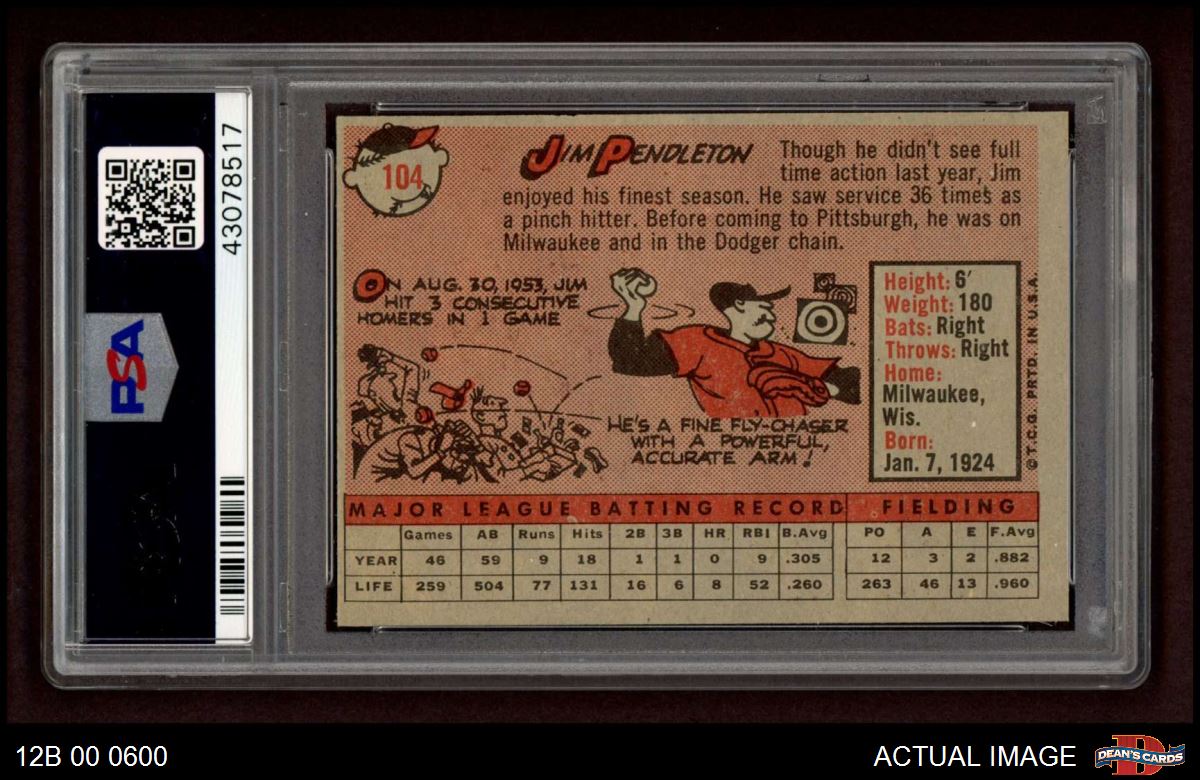 43078517
PSA
104
JIM PENDLETON
Though he didn't see full
time action last year, Jim
enjoyed his finest season. He saw service 36 times as
a pinch hitter. Before coming to Pittsburgh, he was on
Milwaukee and in the Dodger chain.
ON AUG. 30, 1953, JIM
HIT 3 CONSECUTIVE
HOMERS IN 1 GAME
HE'S A FINE FLY-CHASER
WITH A POWERFUL,
ACCURATE ARM!
Height: 6'
Weight: 180
Bats: Right
Throws: Right
Home:
Milwaukee,
Wis.
Born:
Jan. 7, 1924
© T.C.G. PRTD. IN U.S.A.
MAJOR LEAGUE BATTING RECORD FIELDING
Games AB Runs Hits 2B 3B HR RBI B.Avg PO A E F.Avg
YEAR 46 59 9 18 1 1 0 9 .305 12 3 2 .882
LIFE 259 504 77 131 16 6 8 52 .260 263 46 13 .960
12B 00 0600
ACTUAL IMAGE
DEAN'S CARDS